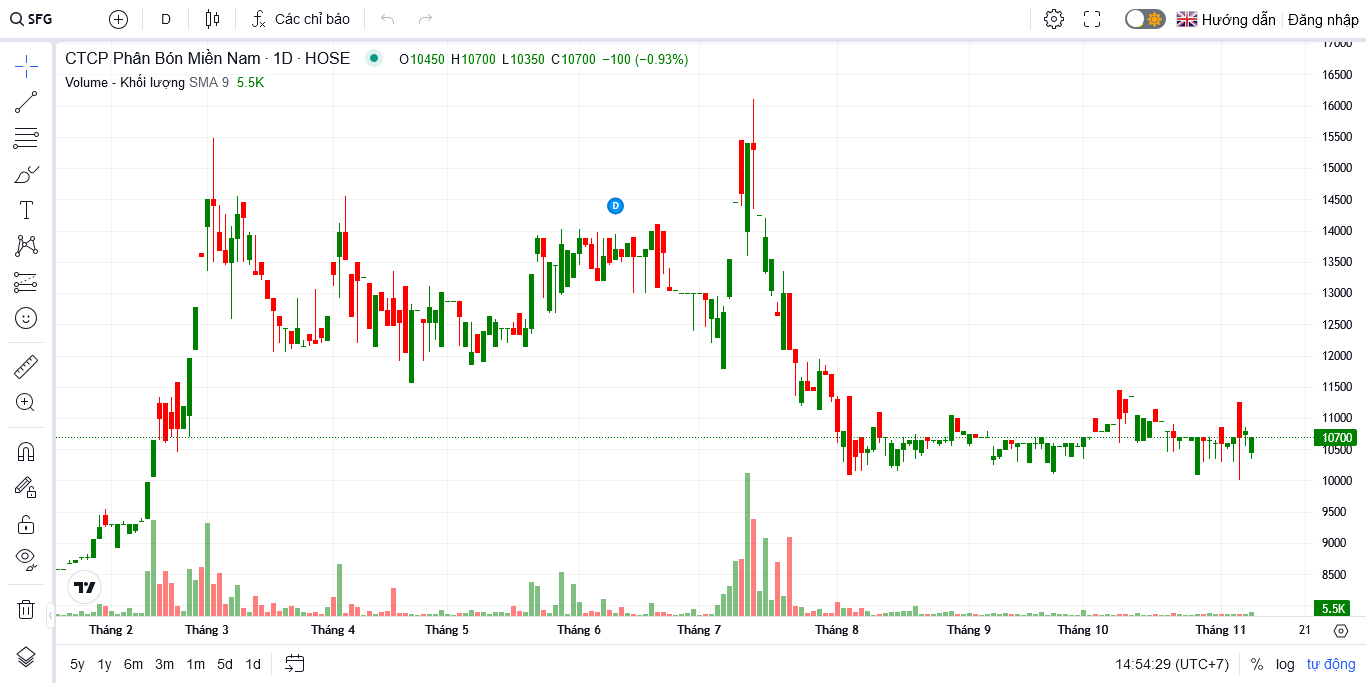 SFG D Các chỉ báo Hướng dẫn Đăng nhập
CTCP Phân Bón Miền Nam · 1D · HOSE O10450 H10700 L10350 C10700 −100 (−0.93%)
Volume - Khối lượng SMA 9 5.5K
D
17000
16500
16000
15500
15000
14500
14000
13500
13000
12500
12000
11500
11000
10700
10500
10000
9500
9000
8500
5.5K
Tháng 2 Tháng 3 Tháng 4 Tháng 5 Tháng 6 Tháng 7 Tháng 8 Tháng 9 Tháng 10 Tháng 11 21
5y 1y 6m 3m 1m 5d 1d 14:54:29 (UTC+7) % log tự động